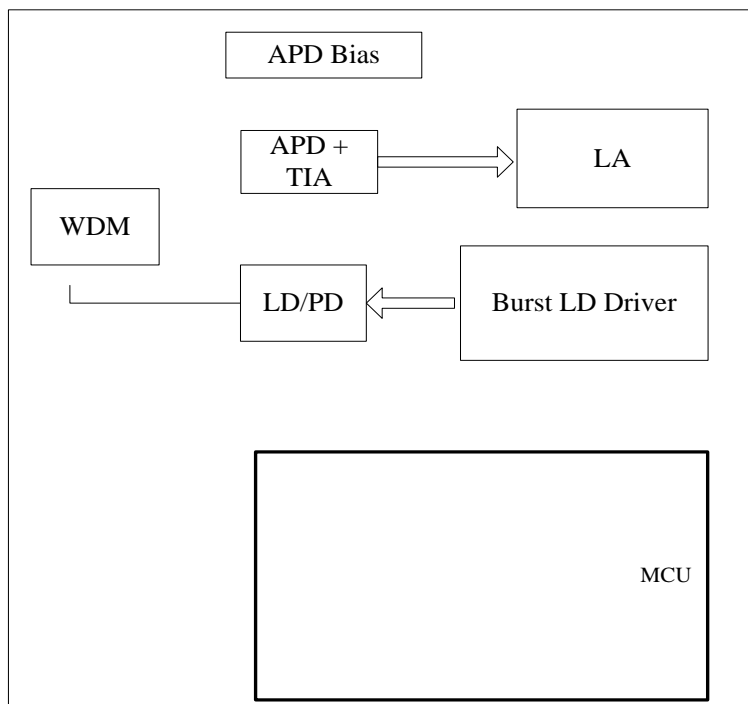 APD Bias
APD +
TIA
LA
WDM
LD/PD
Burst LD Driver
MCU